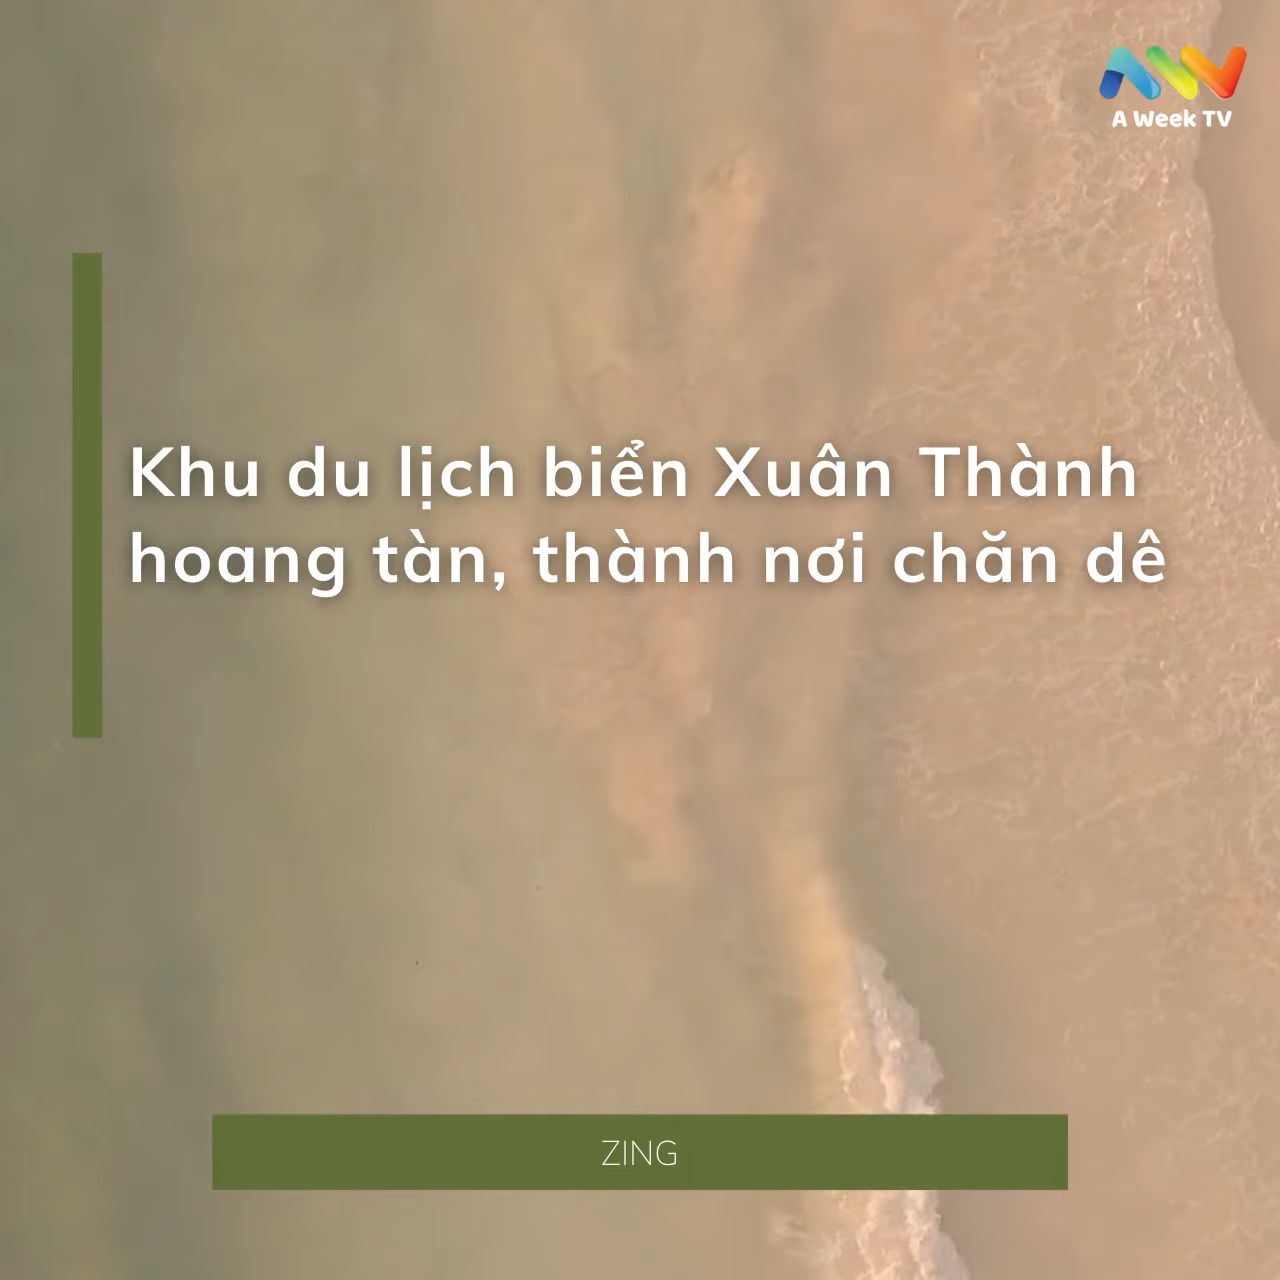 A Week TV
Khu du lịch biển Xuân Thành
hoang tàn, thành nơi chăn dê
ZING